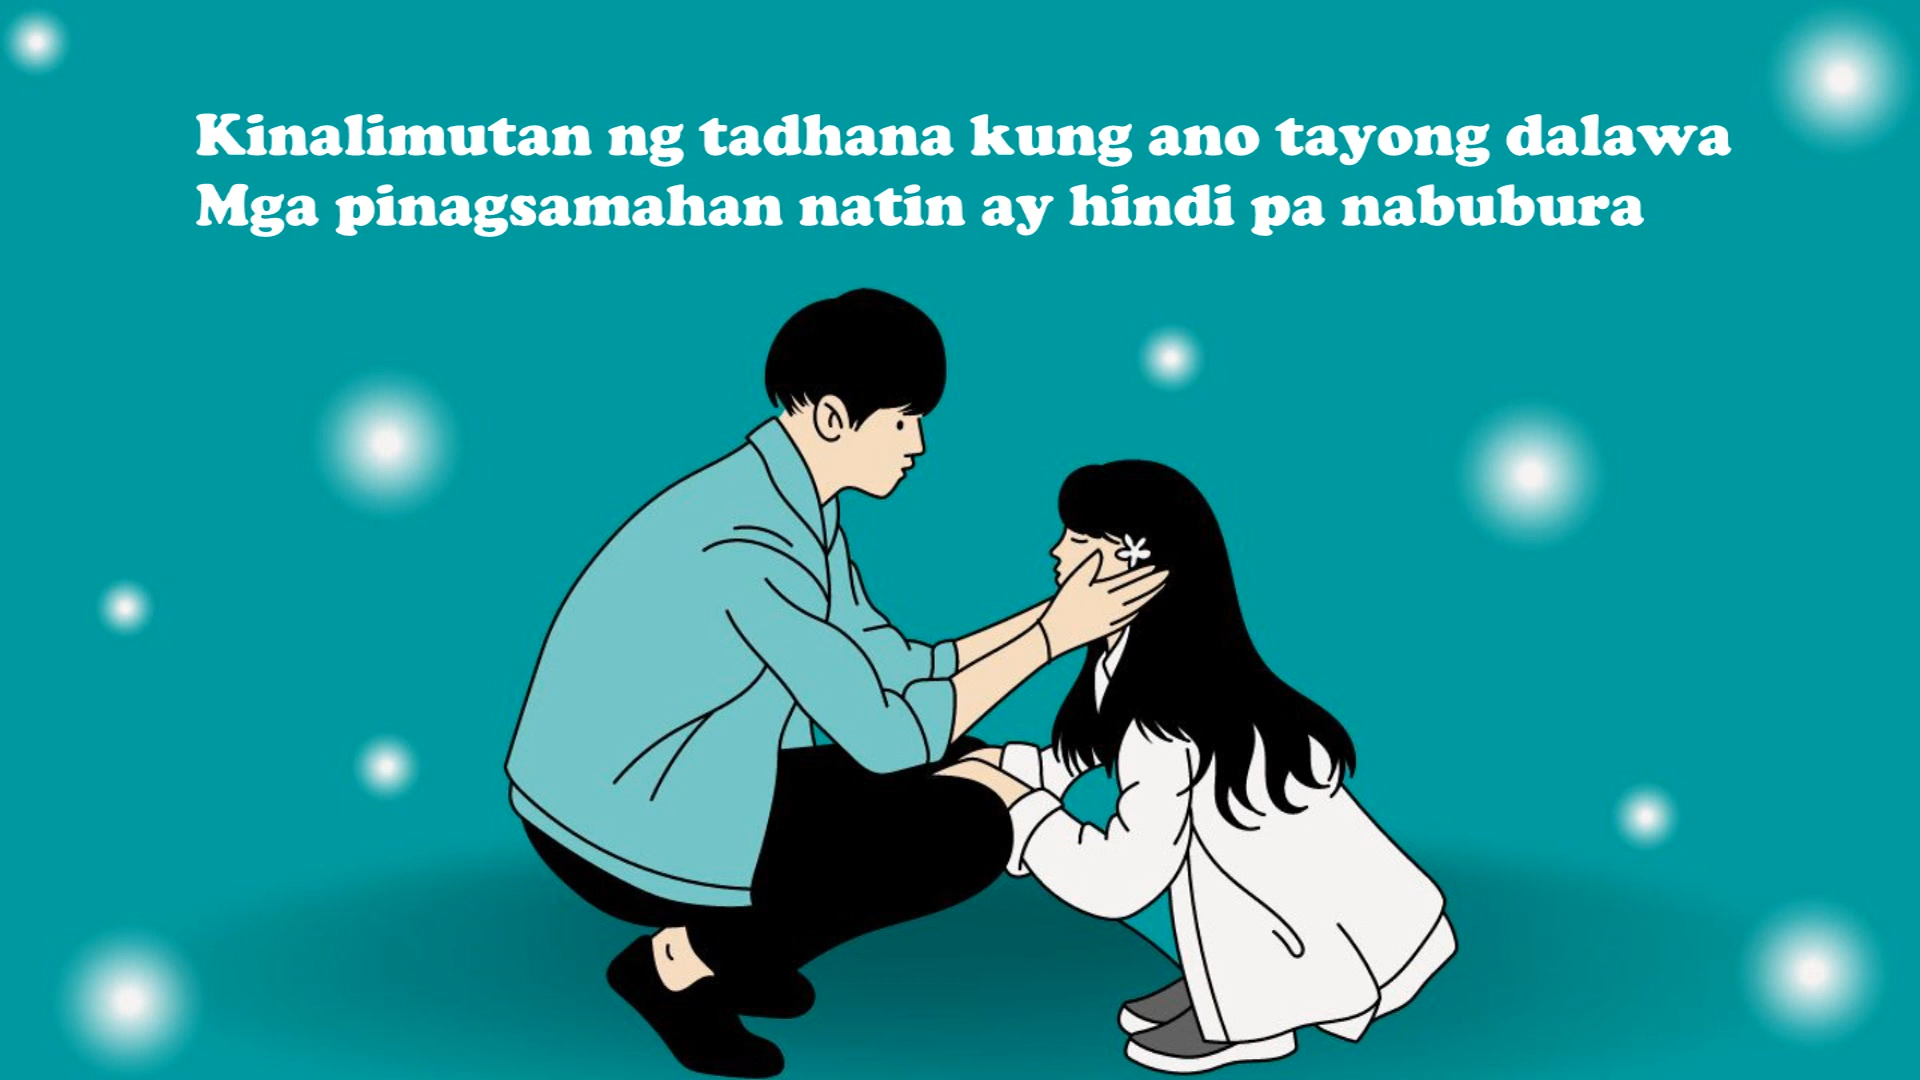 Kinalimutan ng tadhana kung ano tayong dalawa
Mga pinagsamahan natin ay hindi pa nabubura